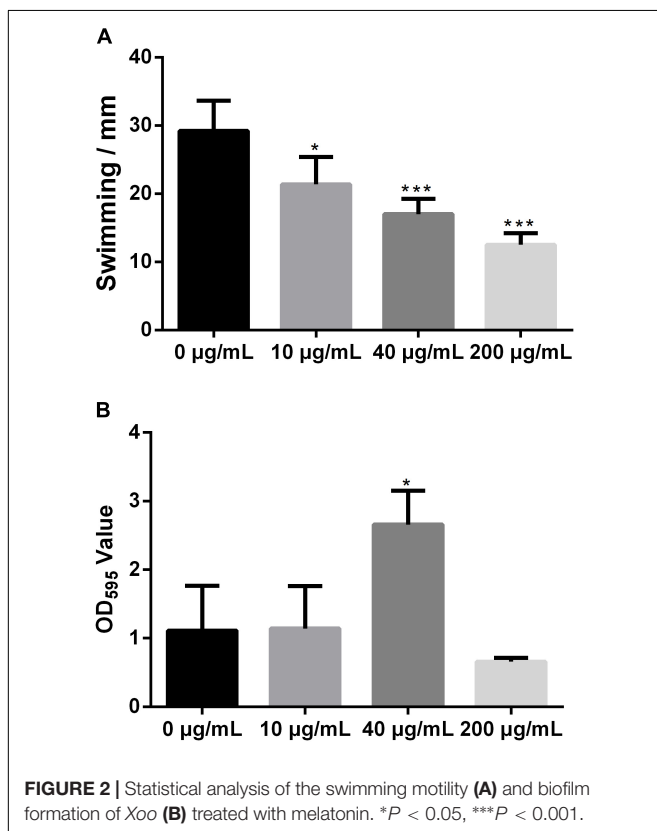 A
Swimming / mm
40
30
20
10
0
*
***
***
0 µg/mL 10 µg/mL 40 µg/mL 200 µg/mL
B
OD595 Value
4
3
2
1
0
*
0 µg/mL 10 µg/mL 40 µg/mL 200 µg/mL
FIGURE 2 | Statistical analysis of the swimming motility (A) and biofilm
formation of Xoo (B) treated with melatonin. *P < 0.05, ***P < 0.001.